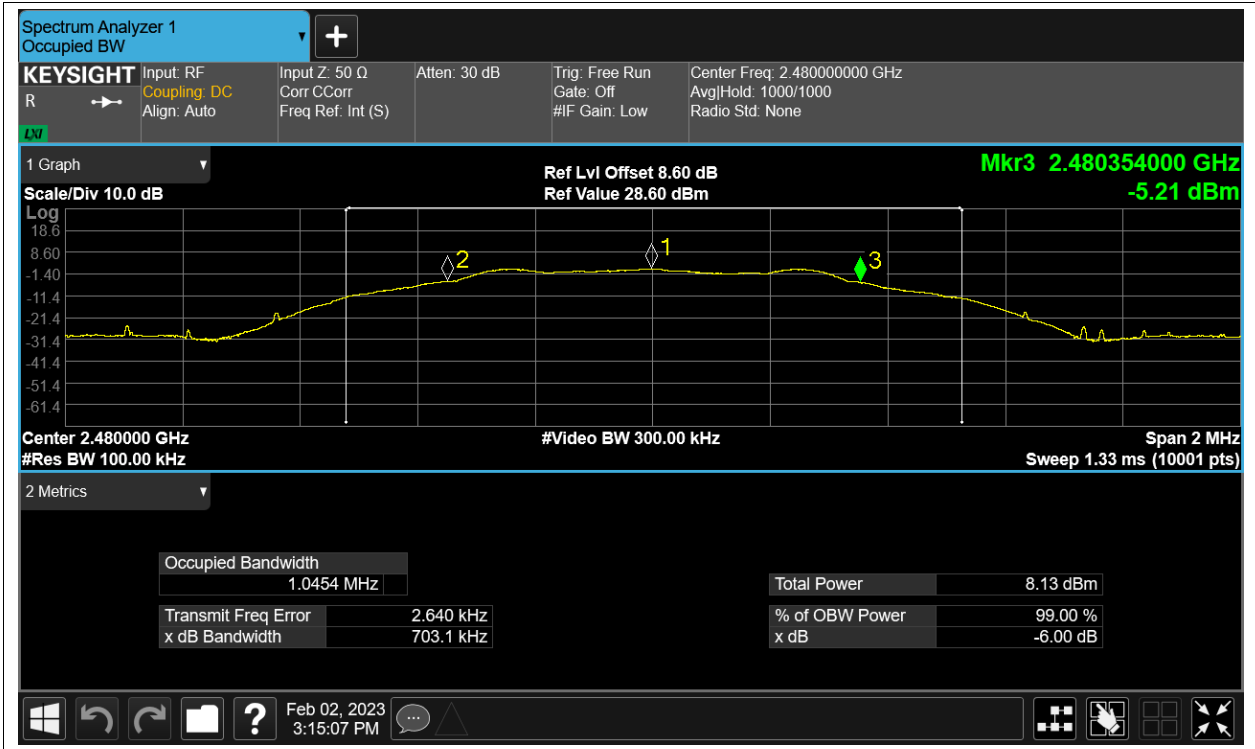 Spectrum Analyzer 1
Occupied BW
+
KEYSIGHT
R
LXI
Input: RF
Coupling: DC
Align: Auto
Input Z: 50 Ω
Corr CCorr
Freq Ref: Int (S)
Atten: 30 dB
Trig: Free Run
Gate: Off
#IF Gain: Low
Center Freq: 2.480000000 GHz
Avg|Hold: 1000/1000
Radio Std: None
1 Graph
Scale/Div 10.0 dB
Ref Lvl Offset 8.60 dB
Ref Value 28.60 dBm
Mkr3 2.480354000 GHz
-5.21 dBm
Log
18.6
8.60
-1.40
-11.4
-21.4
-31.4
-41.4
-51.4
-61.4
2
1
3
Center 2.480000 GHz
#Res BW 100.00 kHz
#Video BW 300.00 kHz
Span 2 MHz
Sweep 1.33 ms (10001 pts)
2 Metrics
Occupied Bandwidth
1.0454 MHz
Transmit Freq Error 2.640 kHz
x dB Bandwidth 703.1 kHz
Total Power 8.13 dBm
% of OBW Power 99.00 %
x dB -6.00 dB
?
Feb 02, 2023
3:15:07 PM